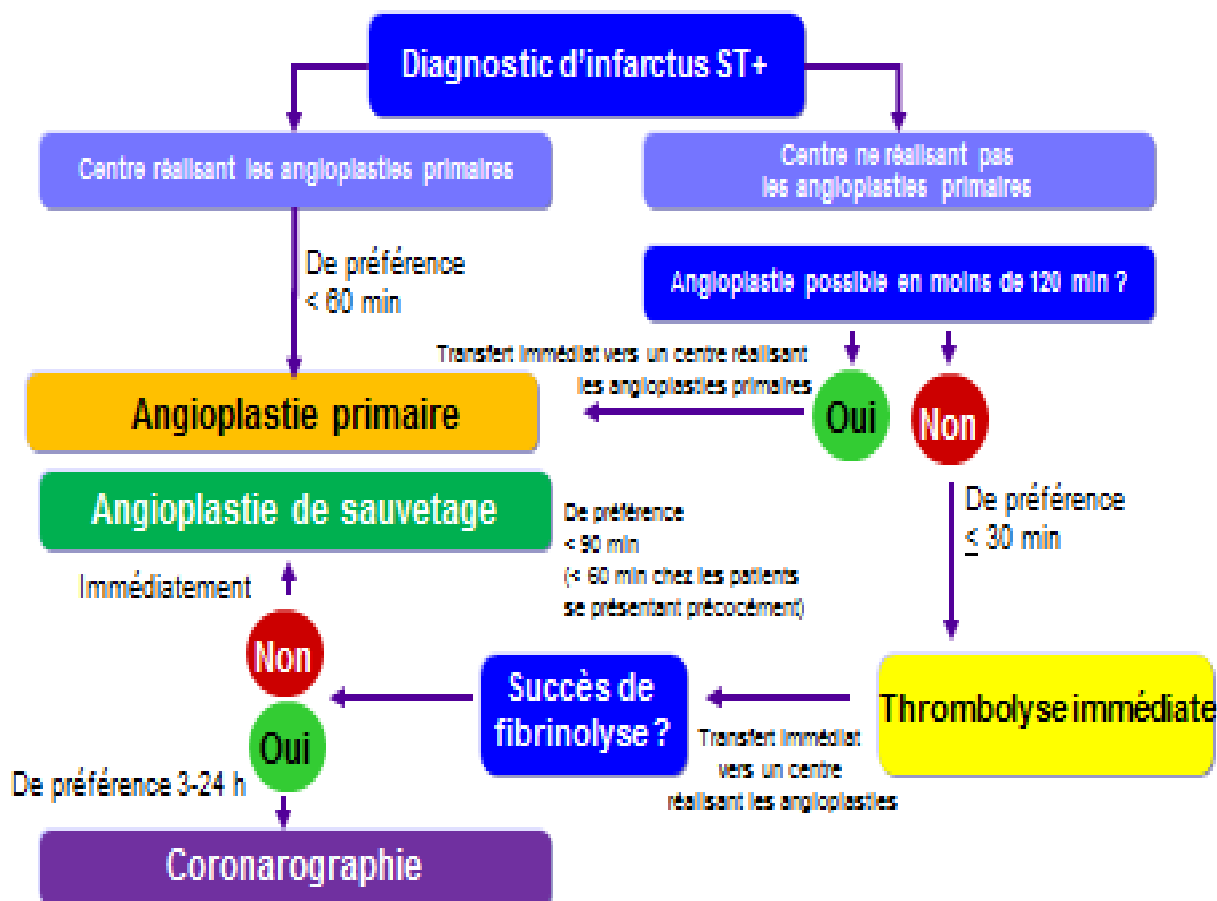 Diagnostic d'infarctus ST+
Centre réalisant les angioplasties primaires
Centre ne réalisant pas
les angioplasties primaires
De préférence
< 60 min
Angioplastie possible en moins de 120 min ?
Transfert immédiat vers un centre réalisant
les angioplasties primaires
Oui
Non
Angioplastie primaire
Angioplastie de sauvetage
De préférence
< 90 min
(< 60 min chez les patients
se présentant précocément)
De préférence
≤ 30 min
Immédiatement
Non
Oui
Succès de
fibrinolyse ?
Thrombolyse immédiate
Transfert immédiat
vers un centre
réalisant les angioplasties
De préférence 3-24 h
Coronarographie